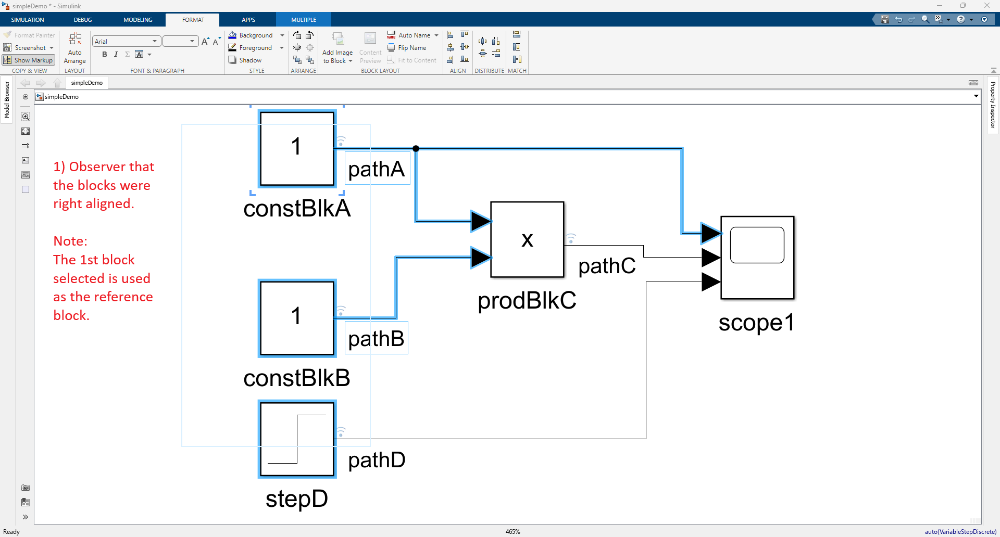 simpleDemo * - Simulink
SIMULATION DEBUG MODELING FORMAT APPS MULTIPLE
Format Painter
Screenshot
Show Markup
COPY & VIEW
Auto
Arrange
LAYOUT
Arial
A A
B I Σ A
FONT & PARAGRAPH
Background
Foreground
Shadow
STYLE
ARRANGE
Add Image
to Block
Content
Preview
name Auto Name
Flip Name
Fit to Content
BLOCK LAYOUT
ALIGN
DISTRIBUTE
MATCH
Model Browser
simpleDemo
simpleDemo
Property Inspector
1) Observer that
the blocks were
right aligned.
Note:
The 1st block
selected is used
as the reference
block.
1
pathA
constBlkA
x
pathC
prodBlkC
scope1
1
pathB
constBlkB
pathD
stepD
Ready
465%
auto(VariableStepDiscrete)